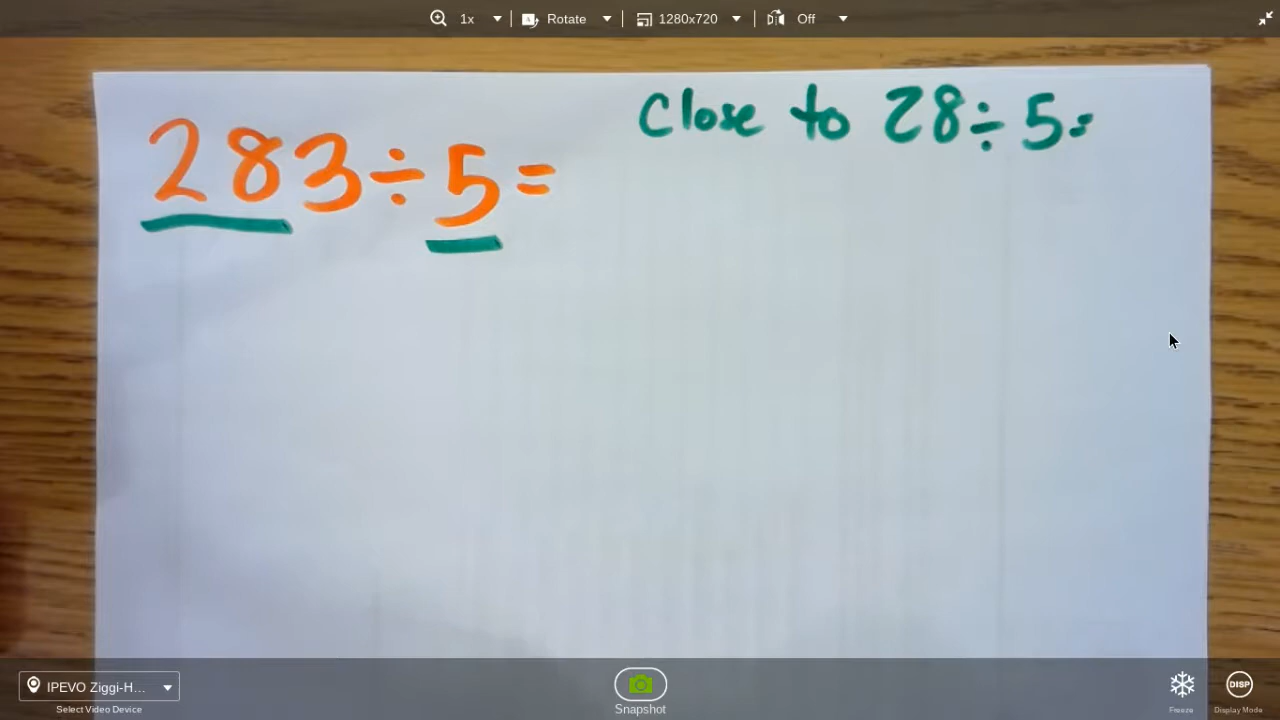 1x Rotate 1280x720 Off
Close to 28÷5=
283÷5=
IPEVO Ziggi-H...
Select Video Device
Snapshot
Freeze
DISP
Display Mode